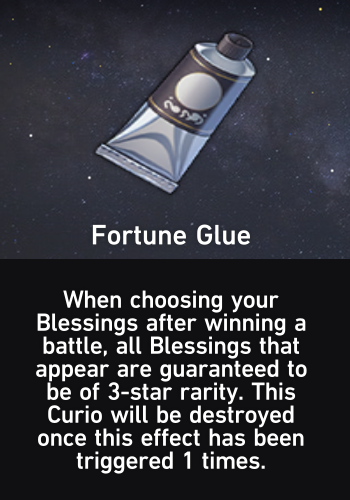 Fortune Glue
When choosing your
Blessings after winning a
battle, all Blessings that
appear are guaranteed to
be of 3-star rarity. This
Curio will be destroyed
once this effect has been
triggered 1 times.